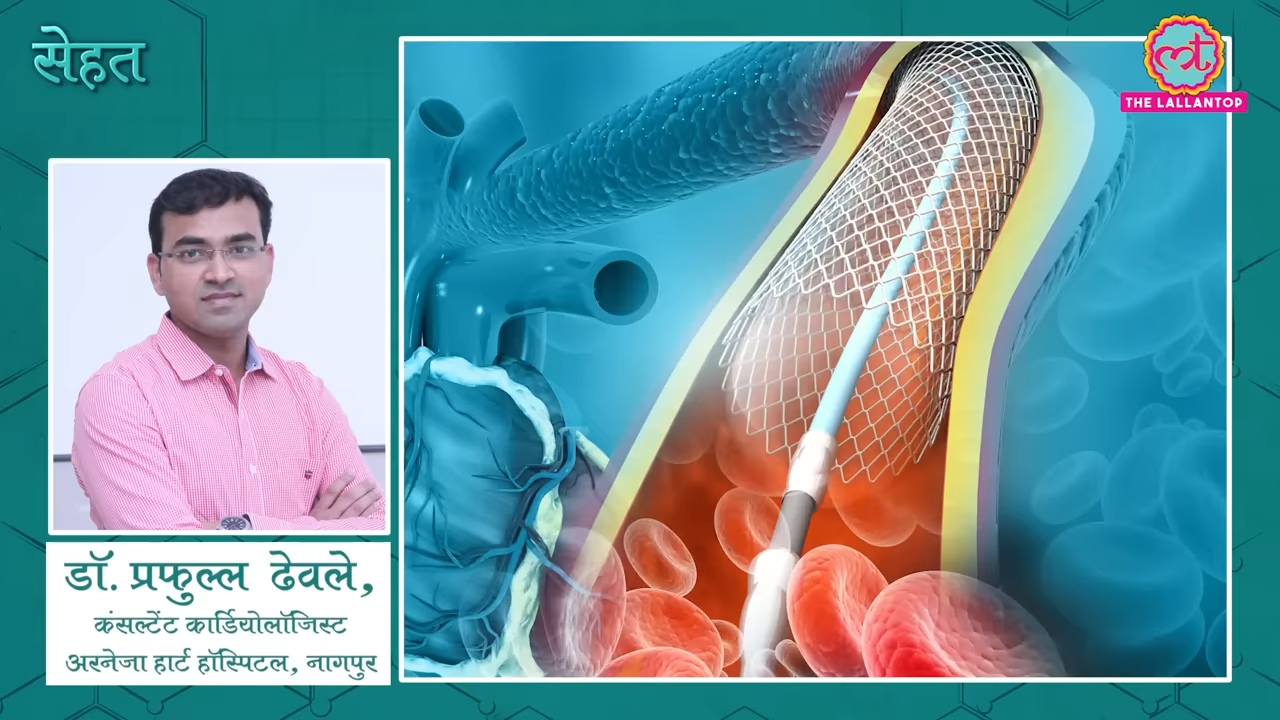 सेहत
THE LALLANTOP
डॉ. प्रफुल्ल ढेवले,
कंसल्टेंट कार्डियोलॉजिस्ट
अरनेजा हार्ट हॉस्पिटल, नागपुर